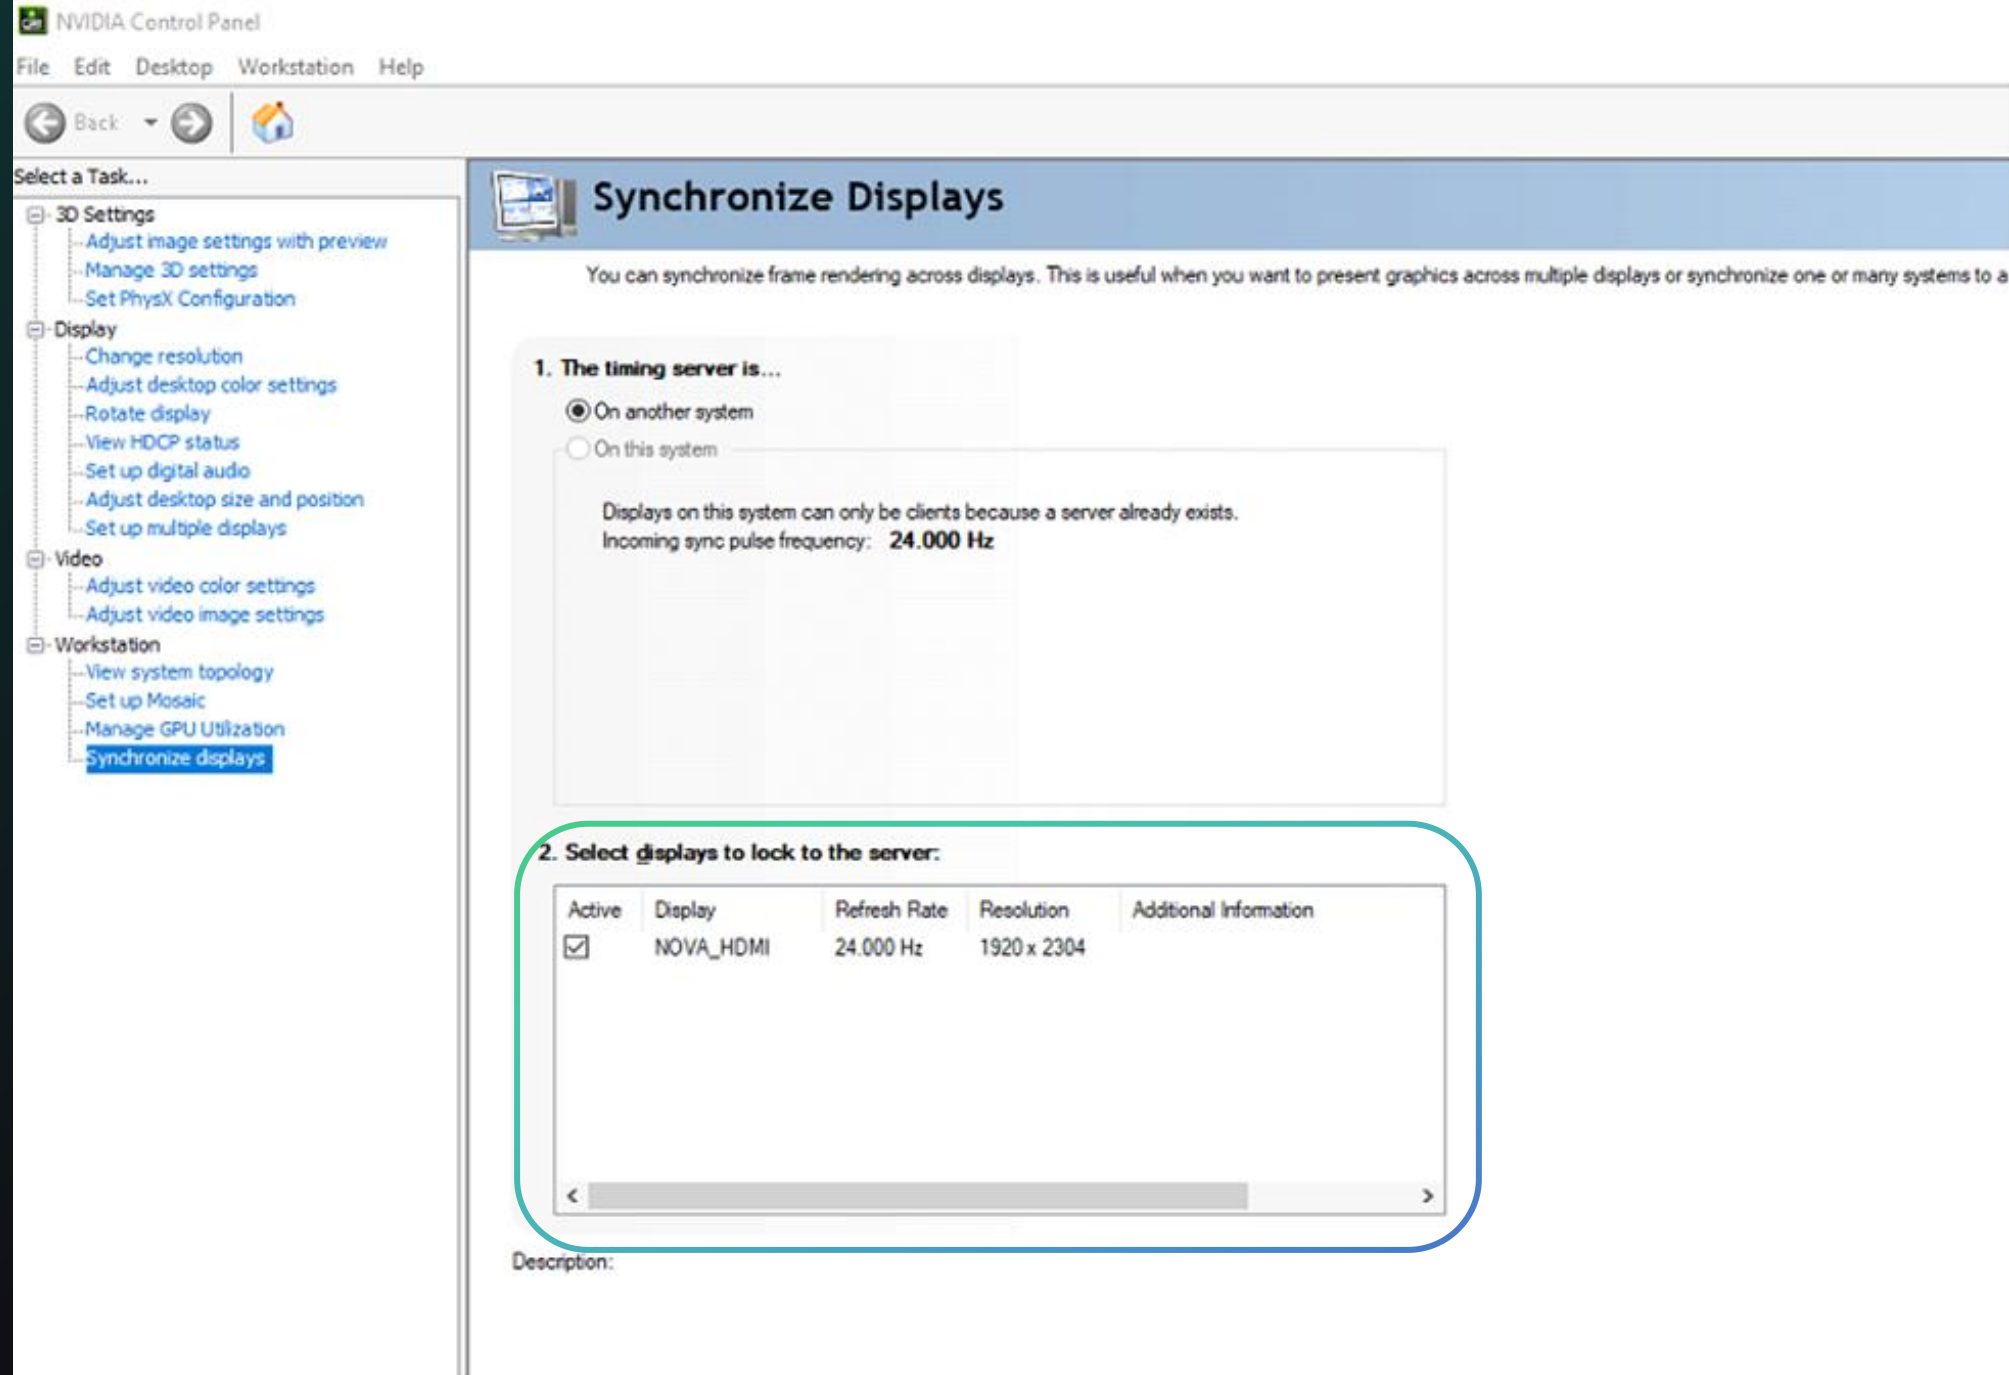 NVIDIA Control Panel
File Edit Desktop Workstation Help
Back
Select a Task...
3D Settings
Adjust image settings with preview
Manage 3D settings
Set PhysX Configuration
Display
Change resolution
Adjust desktop color settings
Rotate display
View HDCP status
Set up digital audio
Adjust desktop size and position
Set up multiple displays
Video
Adjust video color settings
Adjust video image settings
Workstation
View system topology
Set up Mosaic
Manage GPU Utilization
Synchronize displays
Synchronize Displays
You can synchronize frame rendering across displays. This is useful when you want to present graphics across multiple displays or synchronize one or many systems to a
1. The timing server is...
On another system
On this system
Displays on this system can only be clients because a server already exists.
Incoming sync pulse frequency: 24.000 Hz
2. Select displays to lock to the server:
Active Display Refresh Rate Resolution Additional Information
NOVA_HDMI 24.000 Hz 1920 x 2304
Description: